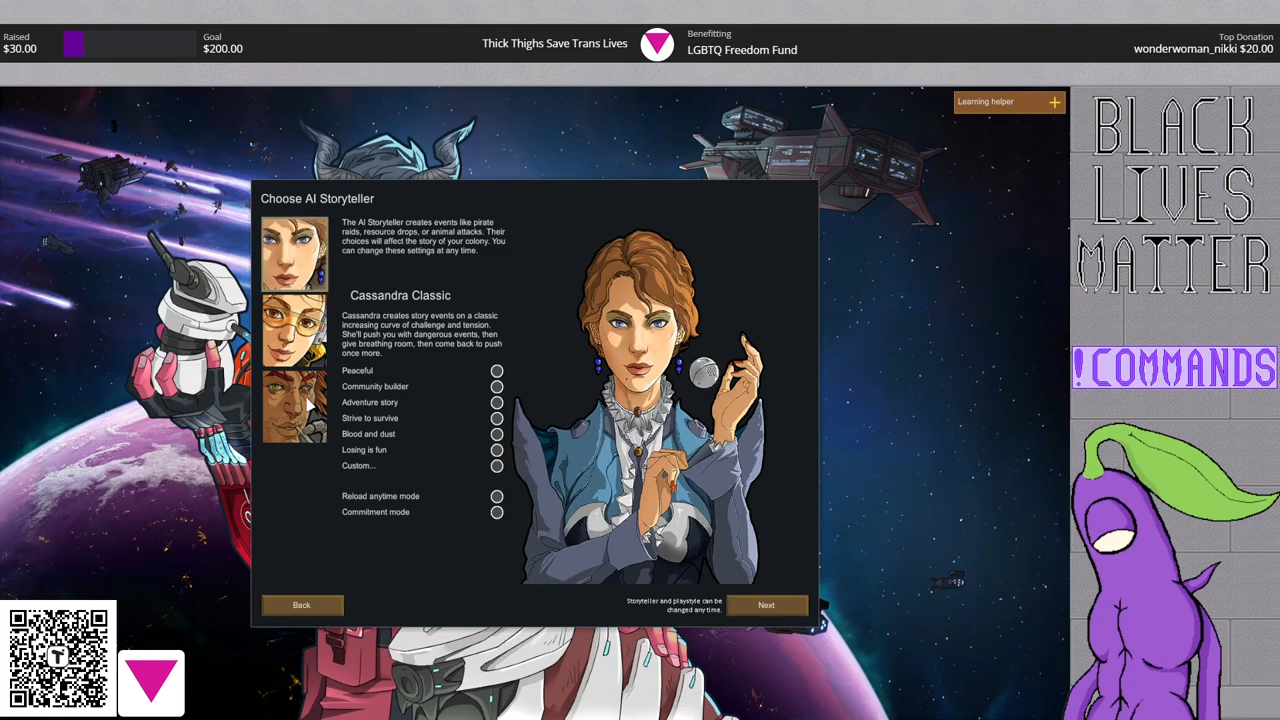 Raised
$30.00
Goal
$200.00
Thick Thighs Save Trans Lives
Benefitting
LGBTQ Freedom Fund
Top Donation
wonderwoman_nikki $20.00
Learning helper
BLACK
LIVES
MATTER
!COMMANDS
Choose AI Storyteller
The AI Storyteller creates events like pirate
raids, resource drops, or animal attacks. Their
choices will affect the story of your colony. You
can change these settings at any time.
Cassandra Classic
Cassandra creates story events on a classic
increasing curve of challenge and tension.
She'll push you with dangerous events, then
give breathing room, then come back to push
once more.
Peaceful
Community builder
Adventure story
Strive to survive
Blood and dust
Losing is fun
Custom...
Reload anytime mode
Commitment mode
Back
Storyteller and playstyle can be
changed any time.
Next